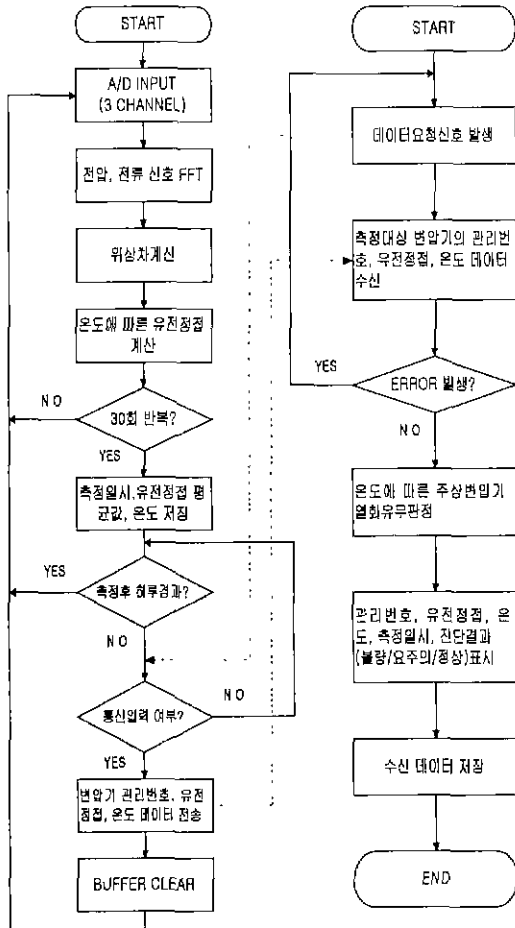 START
A/D INPUT
(3 CHANNEL)
전압, 전류 신호 FFT
위상차계산
온도에 따른 유전정접
계산
NO
30회 반복?
YES
측정일시,유전정접 평
균값, 온도 저장
YES
측정후 하루경과?
NO
NO
통신입력 여부?
YES
변압기 관리번호, 유전
정접, 온도 데이터 전송
BUFFER CLEAR
START
데이터요청신호 발생
측정대상 변압기의 관리번
호, 유전정접, 온도 데이터
수신
YES
ERROR 발생?
NO
온도에 따른 주상변압기
열화유무판정
관리번호, 유전정접, 온
도, 측정일시, 진단결과
(불량/요주의/정상)표시
수신 데이터 저장
END